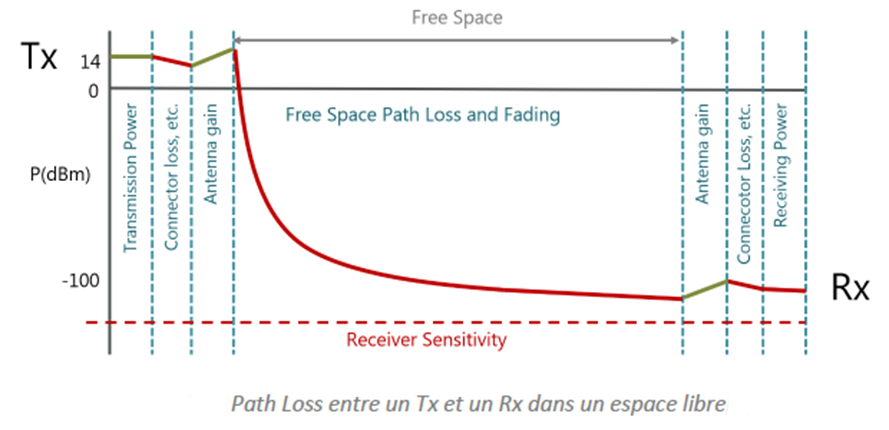 Free Space
Tx
14
0
Free Space Path Loss and Fading
P(dBm)
Transmission Power
Connector loss, etc.
Antenna gain
Antenna gain
Connecotor Loss, etc.
Receiving Power
-100
Rx
Receiver Sensitivity
Path Loss entre un Tx et un Rx dans un espace libre